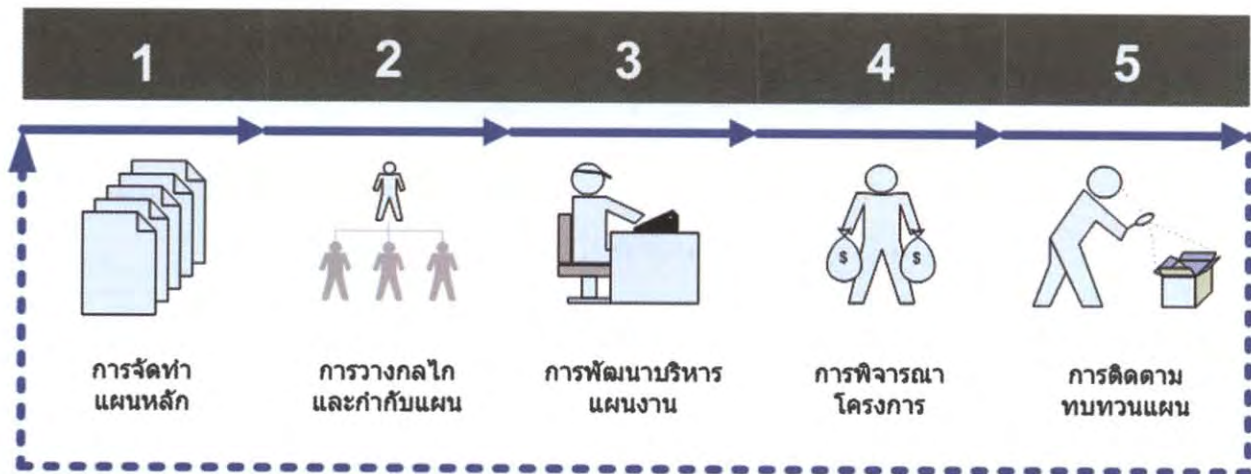 1 2 3 4 5
การจัดทำ
แผนหลัก
การวางกลไก
และกำกับแผน
การพัฒนาบริหาร
แผนงาน
$ $
การพิจารณา
โครงการ
การติดตาม
ทบทวนแผน